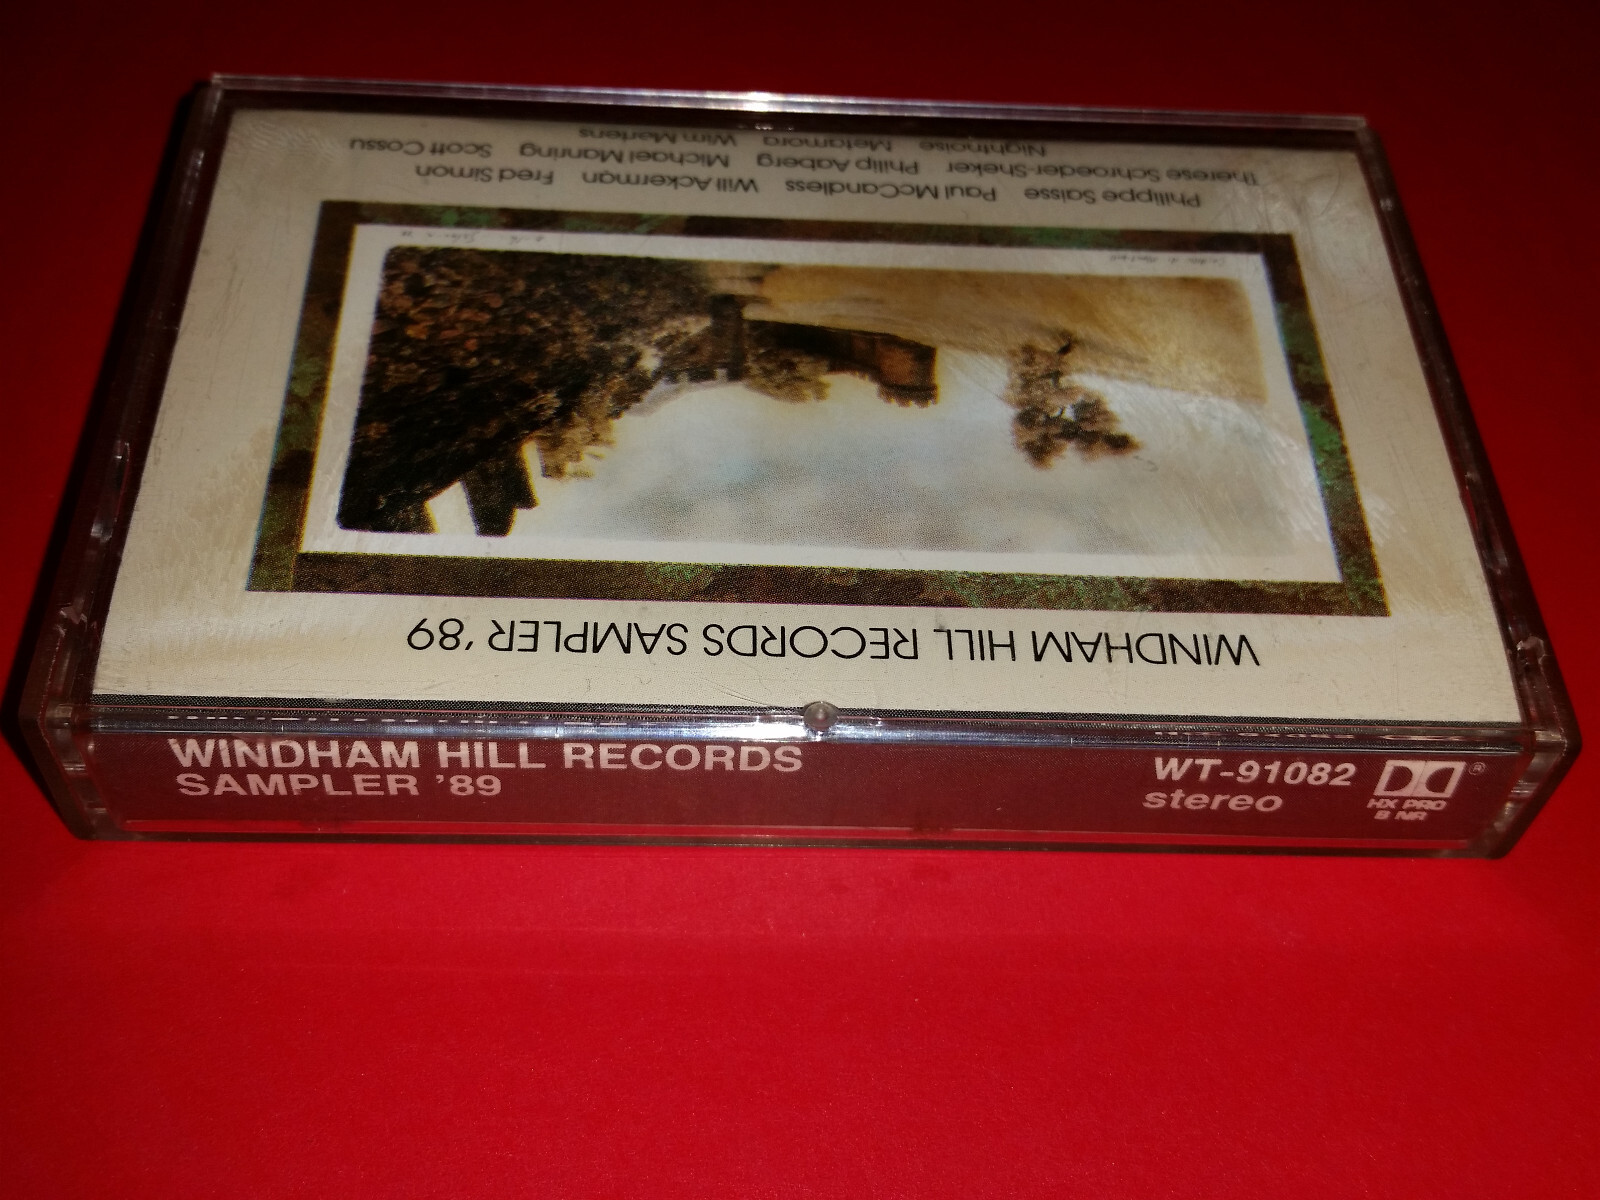 WINDHAM HILL RECORDS SAMPLER '89
Philippe Saisse Paul McCandless Will Ackerman Fred Simon
Therese Schroeder-Sheker Philip Aaberg Michael Manring Scott Cossu
Nightnoise Metamora Wim Mertens
WINDHAM HILL RECORDS
SAMPLER '89
WT-91082
stereo
HX PRO
B NR